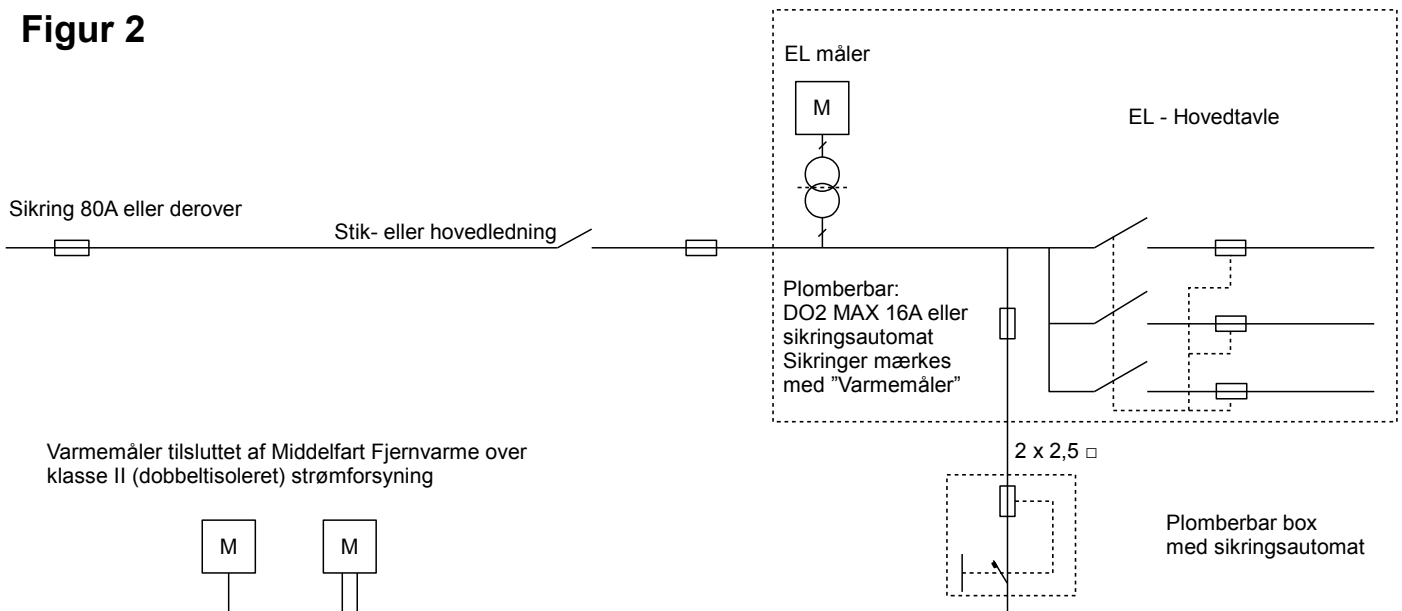 Figur 2
EL måler
M
EL - Hovedtavle
Sikring 80A eller derover
Stik- eller hovedledning
Plomberbar:
DO2 MAX 16A eller
sikringsautomat
Sikringer mærkes
med ”Varmemåler”
Varmemåler tilsluttet af Middelfart Fjernvarme over
klasse II (dobbeltisoleret) strømforsyning
2 x 2,5 □
Plomberbar box
med sikringsautomat
M
M